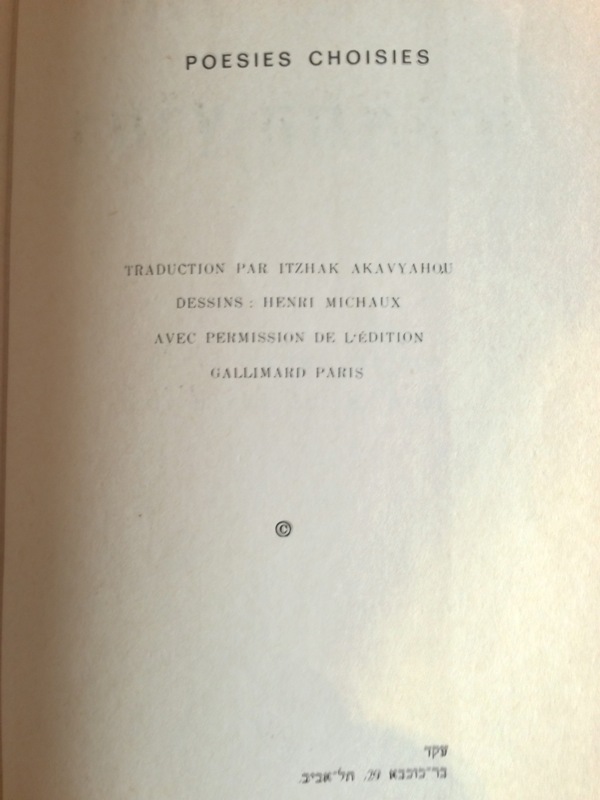 POESIES CHOISIES
TRADUCTION PAR ITZHAK AKAVYAHOU
DESSINS : HENRI MICHAUX
AVEC PERMISSION DE L'ÉDITION
GALLIMARD PARIS
©
עקד
בר־כוכבא 29, תל־אביב.